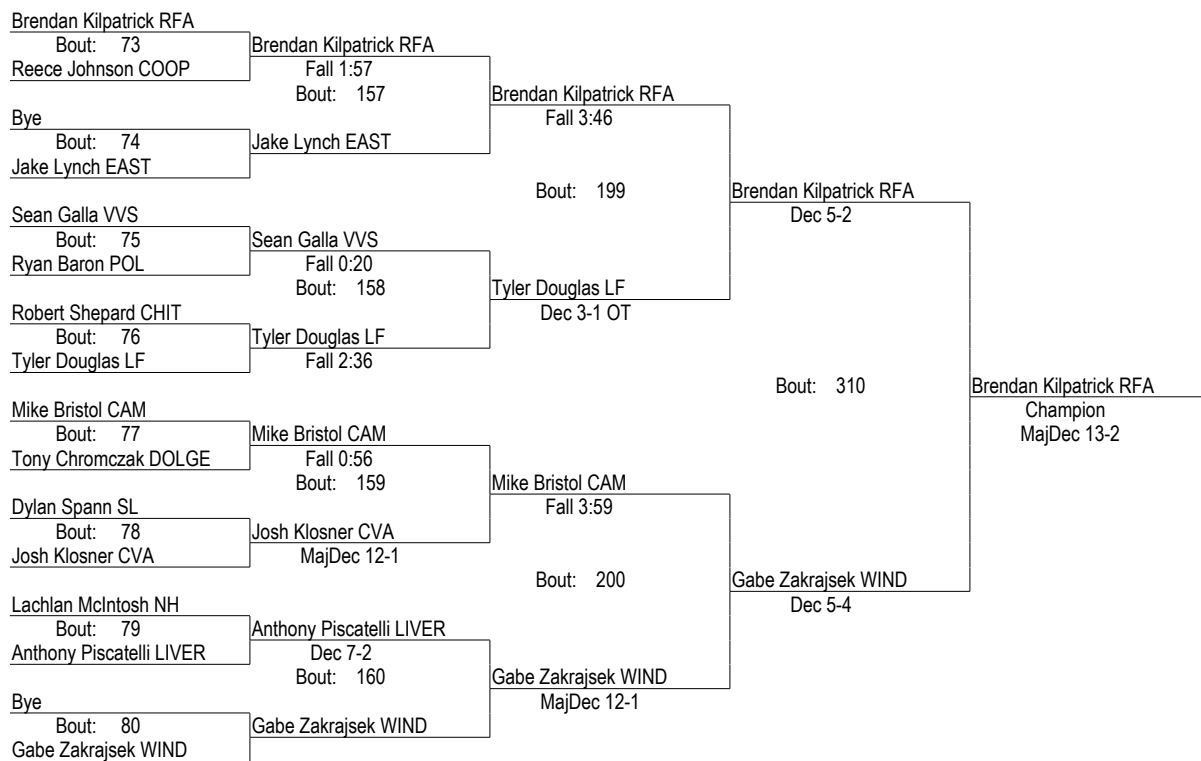 Brendan Kilpatrick RFA
Bout: 73
Reece Johnson COOP
Bye
Bout: 74
Jake Lynch EAST
Sean Galla VVS
Bout: 75
Ryan Baron POL
Robert Shepard CHIT
Bout: 76
Tyler Douglas LF
Mike Bristol CAM
Bout: 77
Tony Chromczak DOLGE
Dylan Spann SL
Bout: 78
Josh Klosner CVA
Lachlan McIntosh NH
Bout: 79
Anthony Piscatelli LIVER
Bye
Bout: 80
Gabe Zakrajsek WIND
Brendan Kilpatrick RFA
Fall 1:57
Bout: 157
Jake Lynch EAST
Sean Galla VVS
Fall 0:20
Bout: 158
Tyler Douglas LF
Fall 2:36
Mike Bristol CAM
Fall 0:56
Bout: 159
Josh Klosner CVA
MajDec 12-1
Anthony Piscatelli LIVER
Dec 7-2
Bout: 160
Gabe Zakrajsek WIND
Brendan Kilpatrick RFA
Fall 3:46
Bout: 199
Tyler Douglas LF
Dec 3-1 OT
Mike Bristol CAM
Fall 3:59
Bout: 200
Gabe Zakrajsek WIND
MajDec 12-1
Brendan Kilpatrick RFA
Dec 5-2
Bout: 310
Gabe Zakrajsek WIND
Dec 5-4
Brendan Kilpatrick RFA
Champion
MajDec 13-2